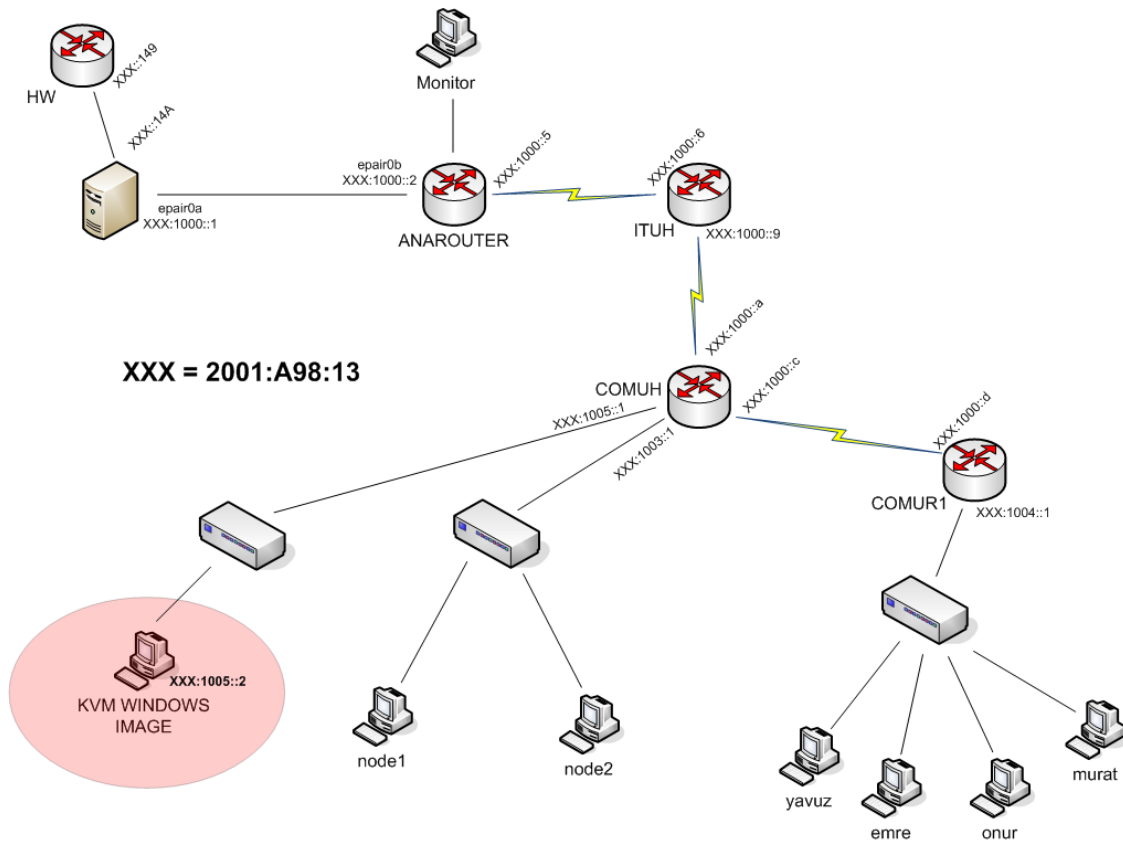 HW
XXX::149
XXX::14A
Monitor
epair0a
XXX:1000::1
epair0b
XXX:1000::2
XXX:1000::5
ANAROUTER
XXX:1000::6
ITUH
XXX:1000::9
XXX = 2001:A98:13
XXX:1000::a
COMUH
XXX:1000::c
XXX:1005::1
XXX:1003::1
XXX:1000::d
COMUR1
XXX:1004::1
XXX:1005::2
KVM WINDOWS
IMAGE
node1
node2
yavuz
emre
onur
murat